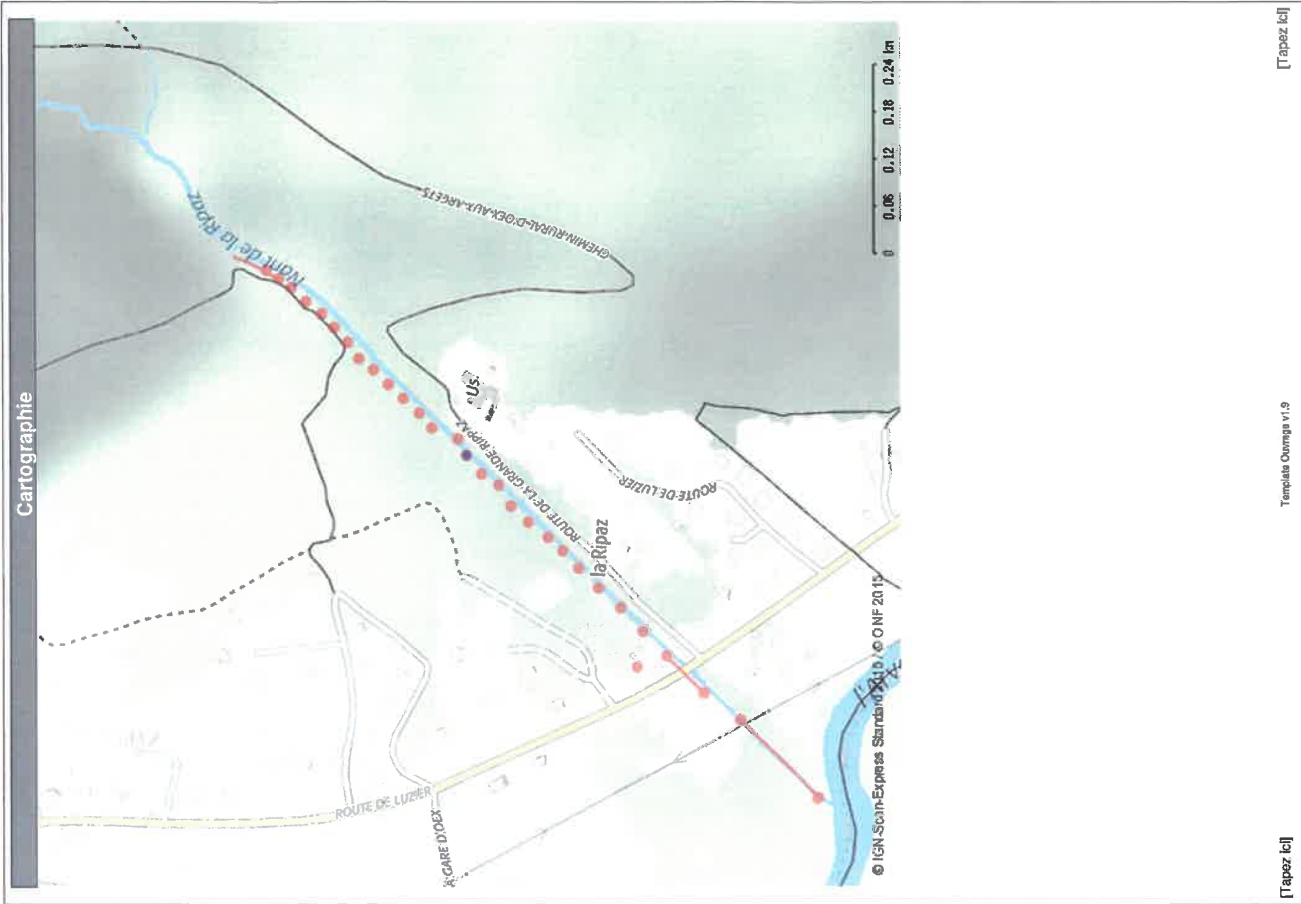 Cartographie
Nant de la Ripaz
CHEMIN-RURAL-D'OEX-AUX-ARGETS
Us.
ROUTE DE LA GRANDE RIPPAZ
ROUTE-DE-LUZIER
la Ripaz
ROUTE DE LUZIER
A GARE D'OEX
0 0.06 0.12 0.18 0.24 km
© IGN-Scan-Express Standard 2010 / © ONF 2015
[Tapez ici]
Template Ouvrage v1.9
[Tapez ici]